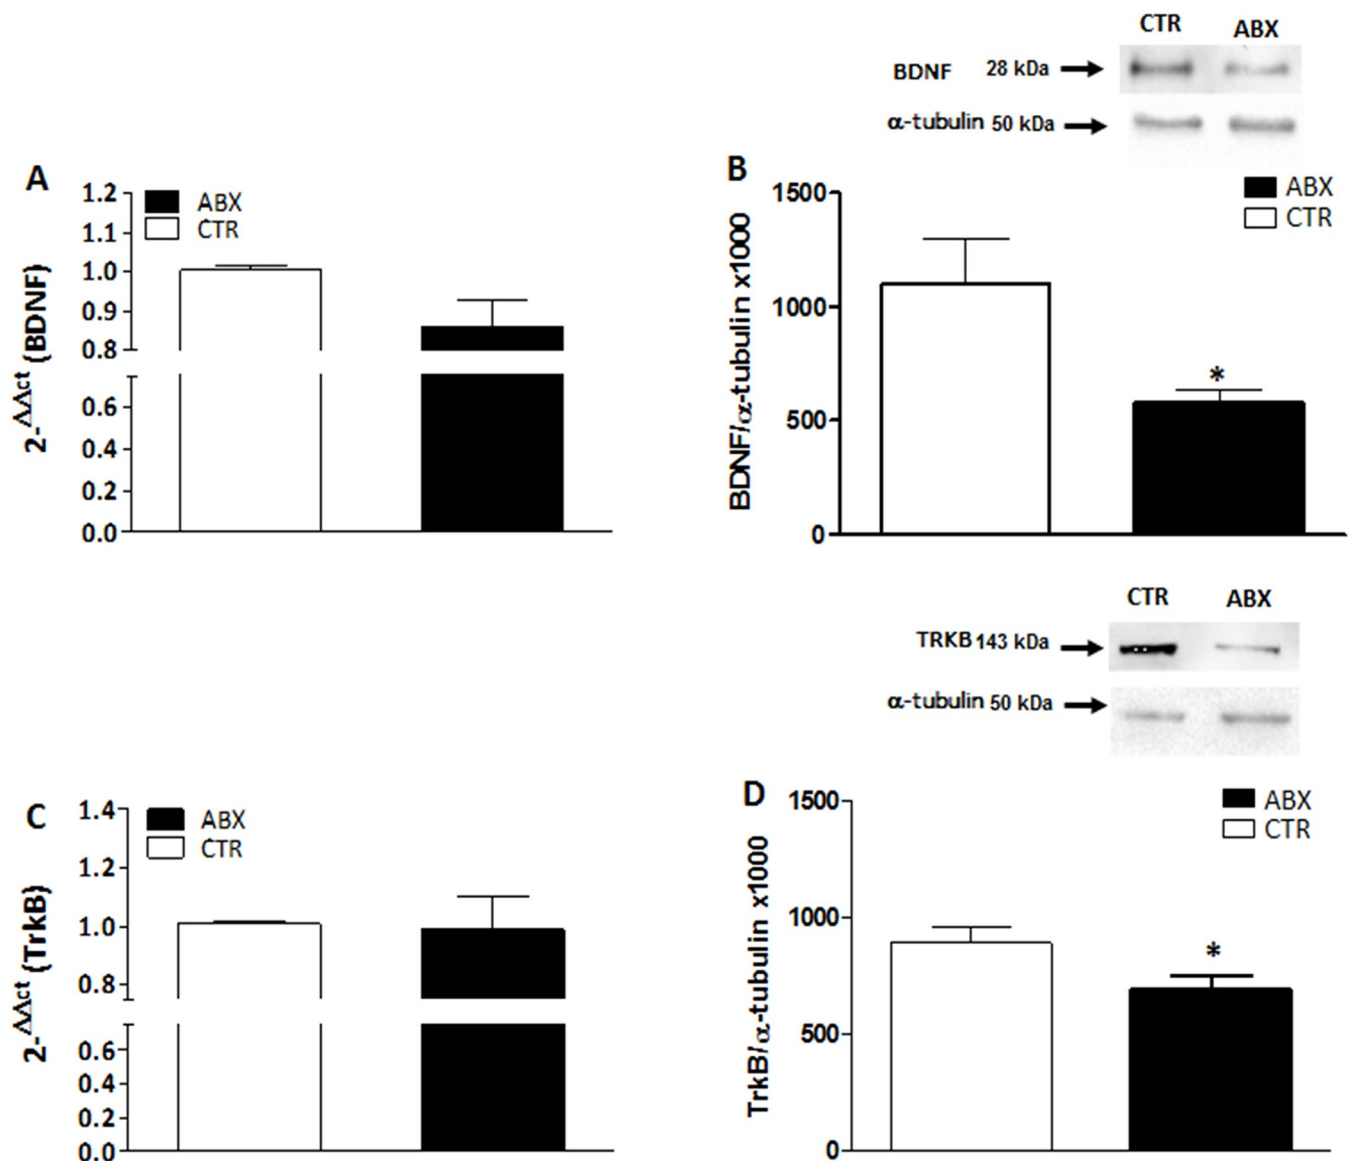 CTR ABX
BDNF 28 kDa
α-tubulin 50 kDa
A
1.2
1.1
1.0
0.9
0.8
0.6
0.4
0.2
0.0
2-ΔΔct (BDNF)
ABX
CTR
B
1500
1000
500
0
BDNF/α-tubulin x1000
ABX
CTR
*
CTR ABX
TRKB 143 kDa
α-tubulin 50 kDa
C
1.4
1.2
1.0
0.8
0.6
0.4
0.2
0.0
2-ΔΔct (TrkB)
ABX
CTR
D
1500
1000
500
0
TrkB/α-tubulin x1000
ABX
CTR
*